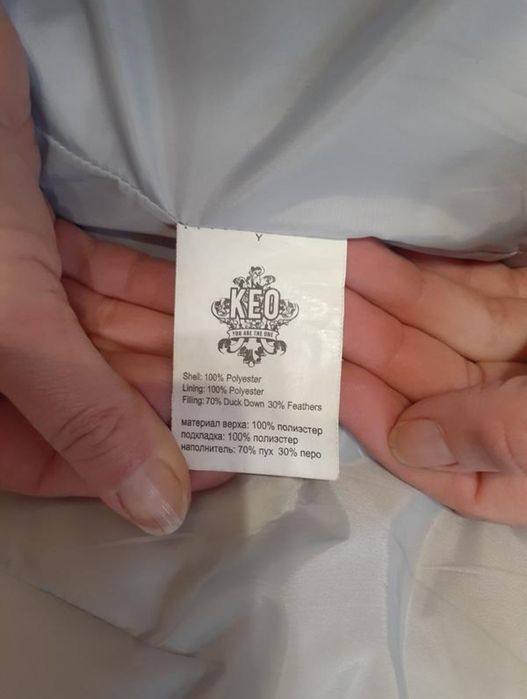 Y
KEO
YOU ARE THE ONE
Shell: 100% Polyester
Lining: 100% Polyester
Filling: 70% Duck Down 30% Feathers
материал верха: 100% полиэстер
подкладка: 100% полиэстер
наполнитель: 70% пух 30% перо